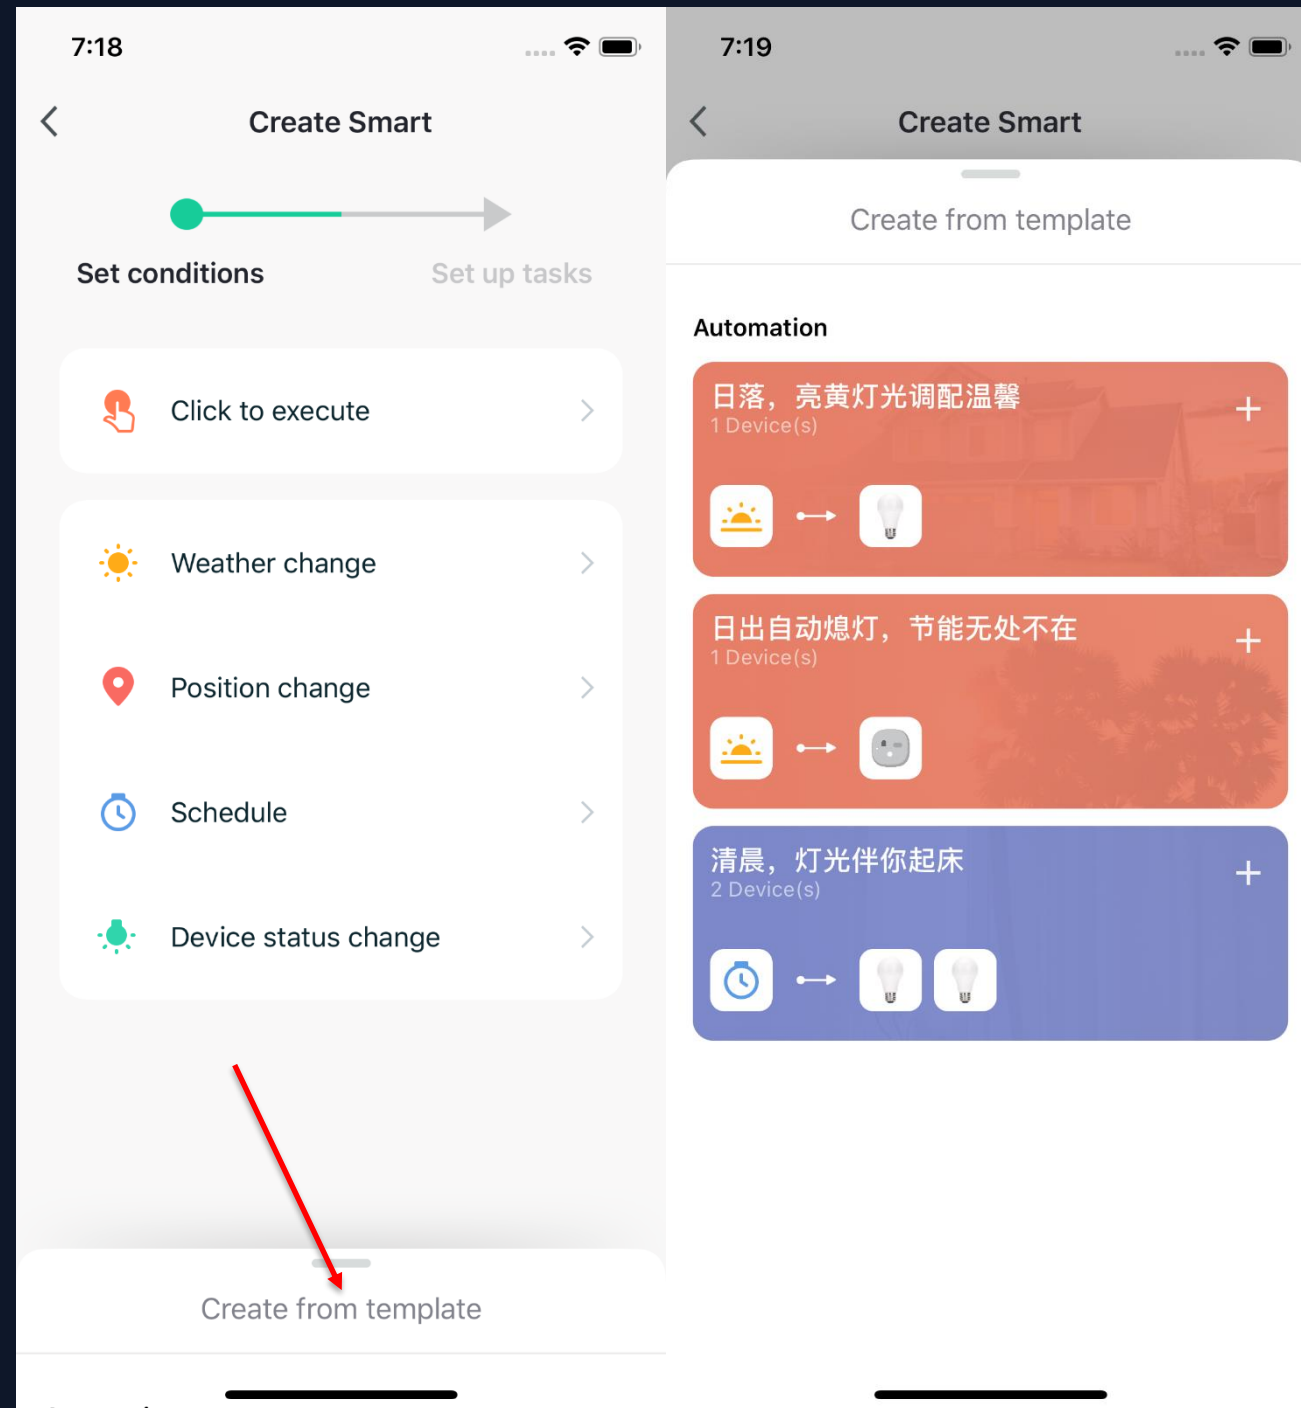 7:18
Create Smart
Set conditions
Set up tasks
Click to execute
Weather change
Position change
Schedule
Device status change
Create from template
7:19
Create Smart
Create from template
Automation
日落，亮黄灯光调配温馨
1 Device(s)
日出自动熄灯，节能无处不在
1 Device(s)
清晨，灯光伴你起床
2 Device(s)